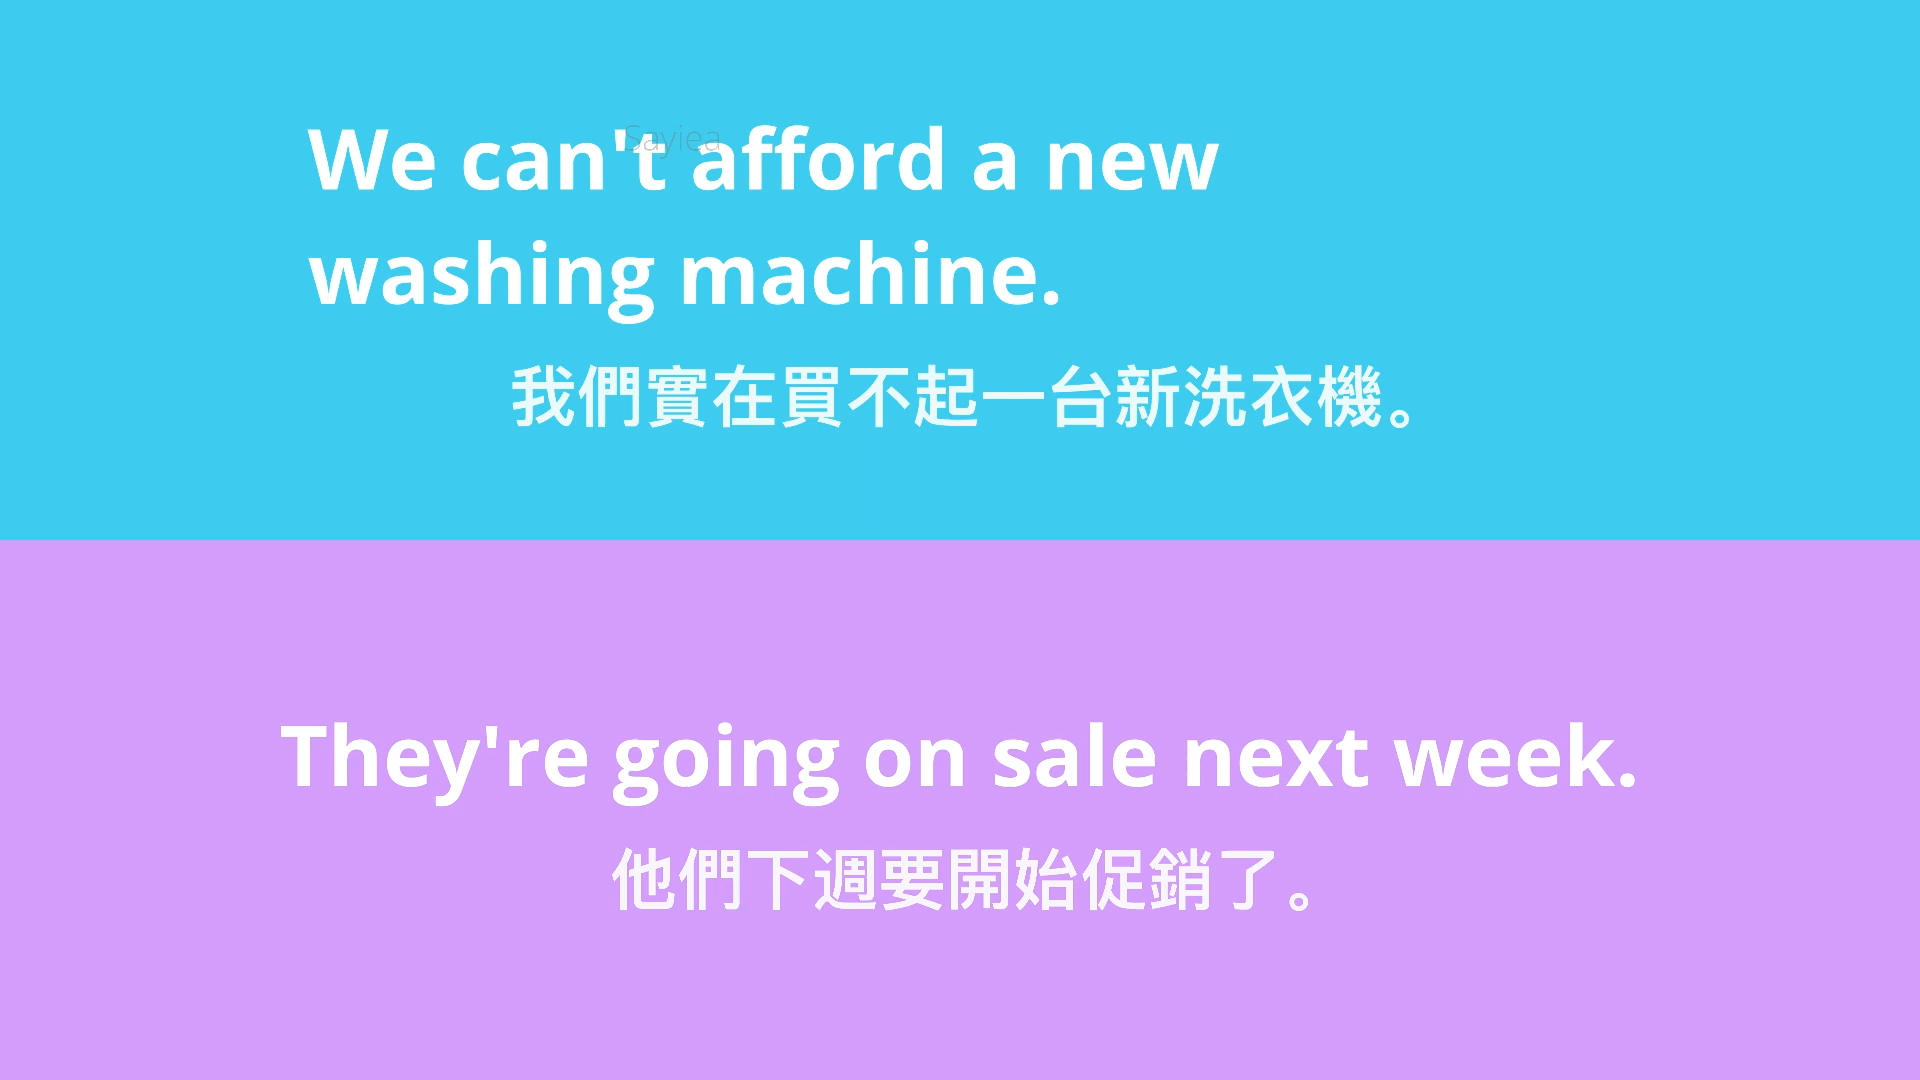 Sayiea
We can't afford a new
washing machine.
我們實在買不起一台新洗衣機。
They're going on sale next week.
他們下週要開始促銷了。